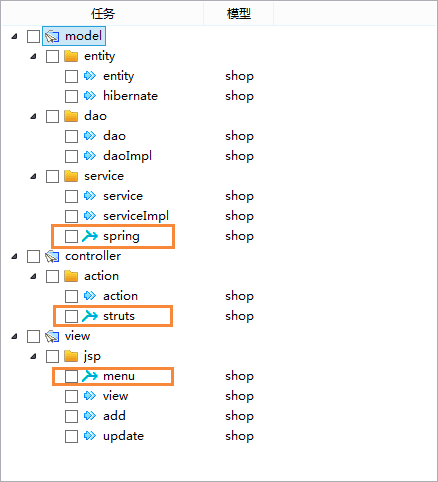 任务 模型
model
entity
entity shop
hibernate shop
dao
dao shop
daoImpl shop
service
service shop
serviceImpl shop
spring shop
controller
action
action shop
struts shop
view
jsp
menu shop
view shop
add shop
update shop